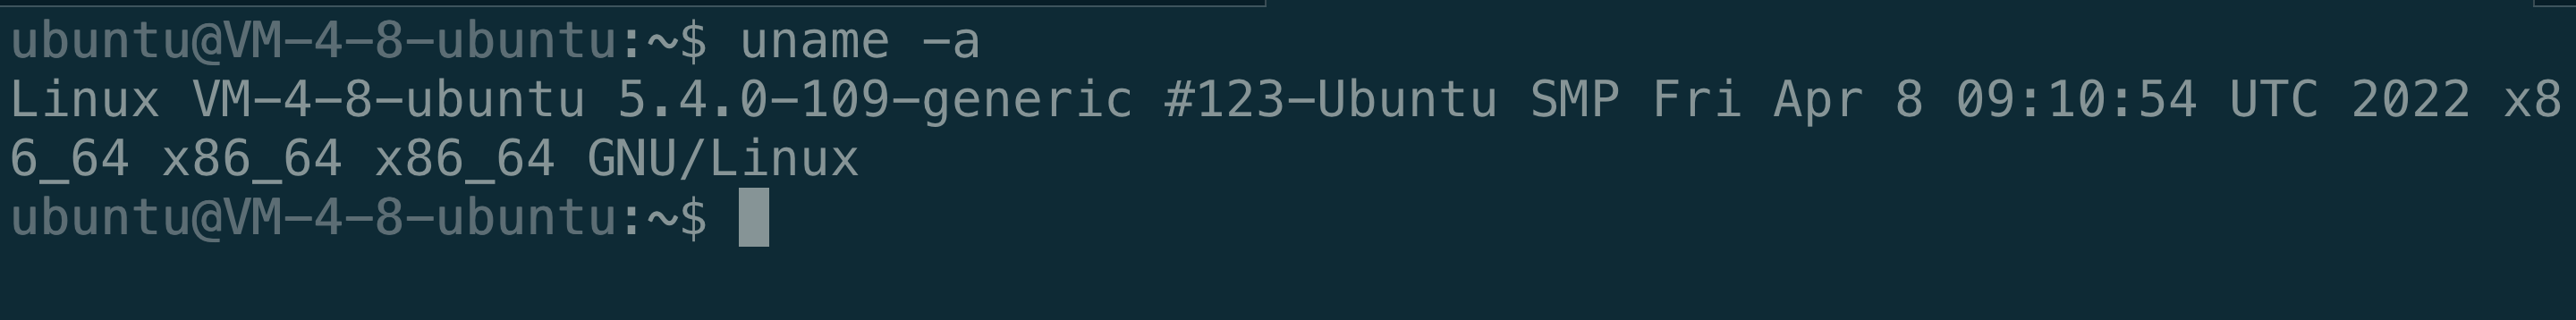 ubuntu@VM-4-8-ubuntu:~$ uname -a
Linux VM-4-8-ubuntu 5.4.0-109-generic #123-Ubuntu SMP Fri Apr 8 09:10:54 UTC 2022 x8
6_64 x86_64 x86_64 GNU/Linux
ubuntu@VM-4-8-ubuntu:~$